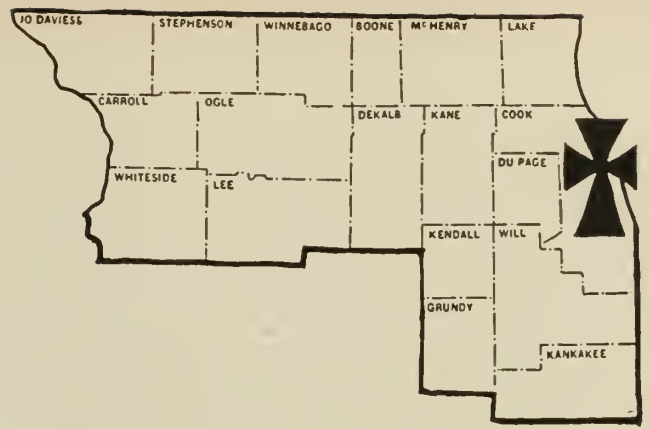 JO DAVIESS STEPHENSON WINNEBAGO BOONE McHENRY LAKE
CARROLL OGLE
DEKALB KANE COOK
DU PAGE
WHITESIDE LEE
KENDALL WILL
GRUNDY
KANKAKEE